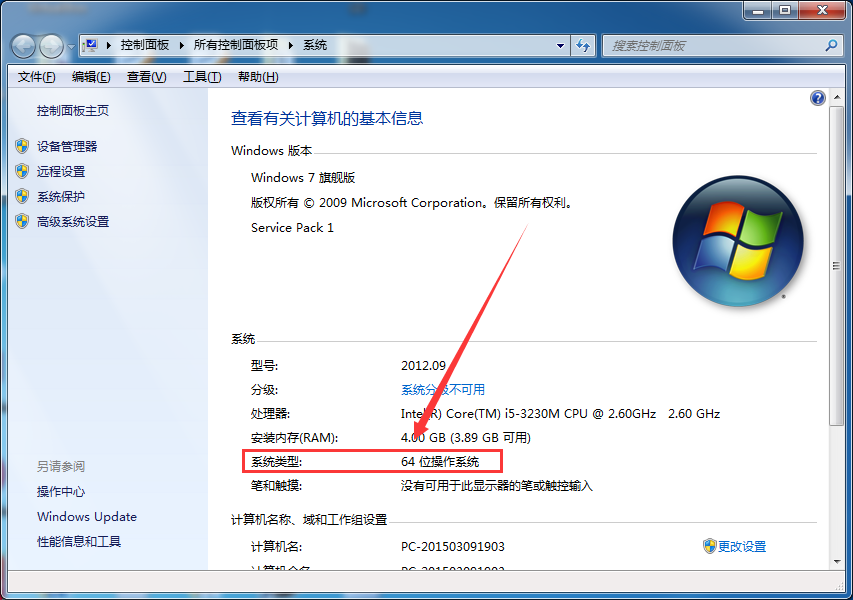 控制面板 ▸ 所有控制面板项 ▸ 系统
搜索控制面板
文件(F) 编辑(E) 查看(V) 工具(T) 帮助(H)
控制面板主页
设备管理器
远程设置
系统保护
高级系统设置
另请参阅
操作中心
Windows Update
性能信息和工具
查看有关计算机的基本信息
Windows 版本
Windows 7 旗舰版
版权所有 © 2009 Microsoft Corporation。保留所有权利。
Service Pack 1
系统
型号: 2012.09
分级: 系统分级不可用
处理器: Intel(R) Core(TM) i5-3230M CPU @ 2.60GHz 2.60 GHz
安装内存(RAM): 4.00 GB (3.89 GB 可用)
系统类型: 64 位操作系统
笔和触摸: 没有可用于此显示器的笔或触控输入
计算机名称、域和工作组设置
计算机名: PC-201503091903
更改设置